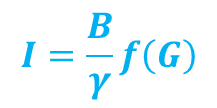 I = B/γ f(G)